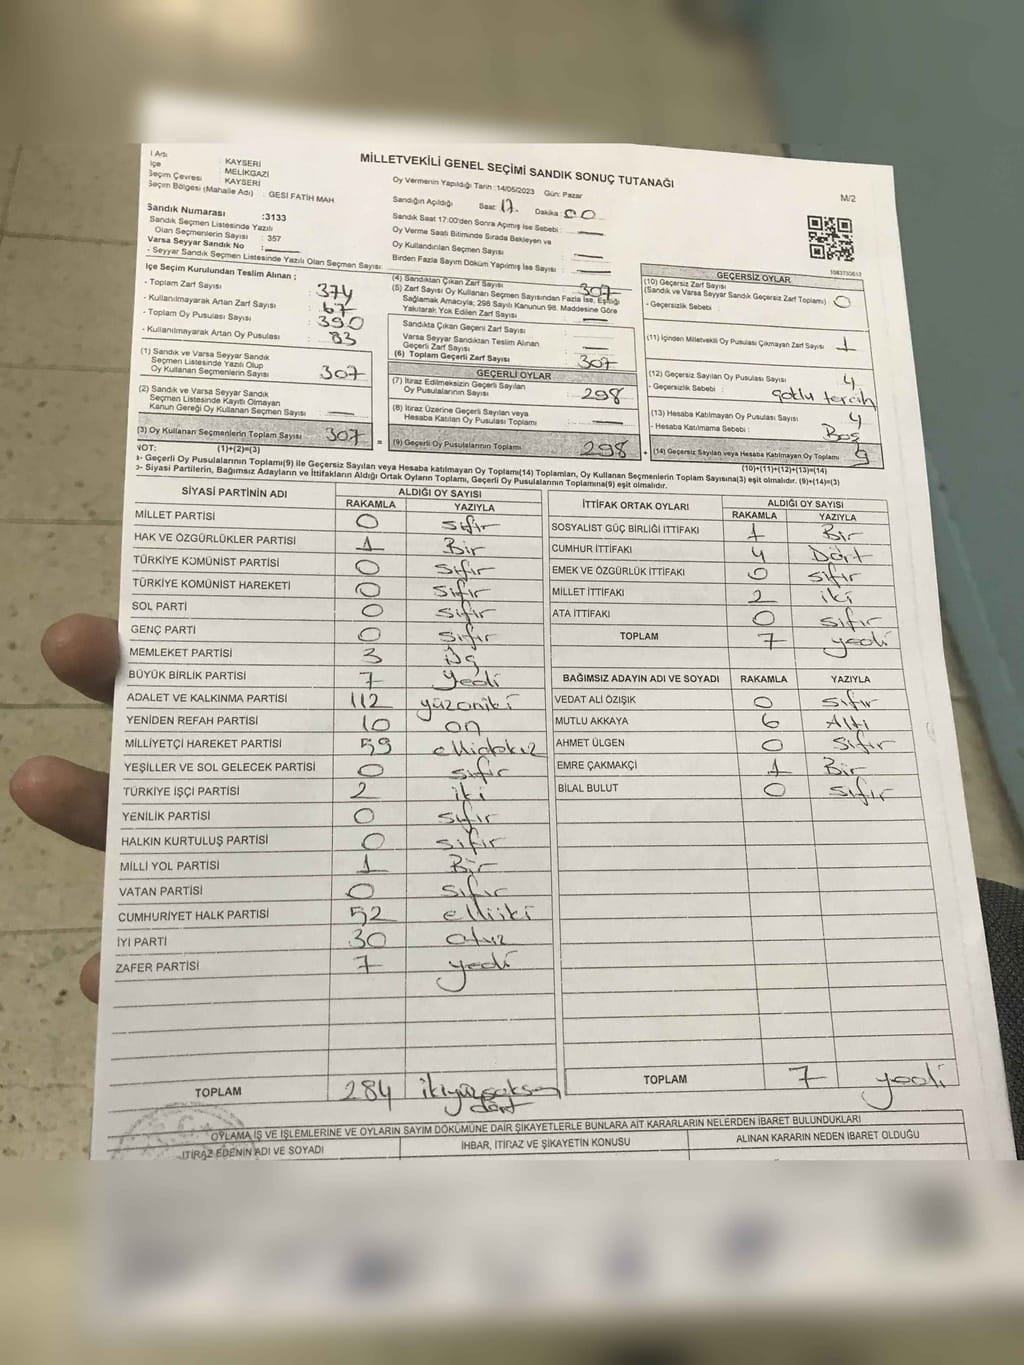 MİLLETVEKİLİ GENEL SEÇİMİ SANDIK SONUÇ TUTANAĞI
M/2
KAYSERİ
İlçe : MELİKGAZİ
Seçim Çevresi : KAYSERİ
Seçim Bölgesi (Mahalle Adı) : GESİ FATİH MAH
Sandık Numarası :3133
Sandık Seçmen Listesinde Yazılı
Olan Seçmenlerin Sayısı : 357
Varsa Seyyar Sandık No :
- Seyyar Sandık Seçmen Listesinde Yazılı Olan Seçmen Sayısı:
Oy Vermenin Yapıldığı Tarih :14/05/2023 Gün: Pazar
Sandığın Açıldığı Saat 17 Dakika : 00
Sandık Saat 17:00'den Sonra Açımış İse Sebebi :
Oy Verme Saati Bitiminde Sırada Bekleyen ve
Oy Kullandırılan Seçmen Sayısı :
Birden Fazla Sayım Döküm Yapılmış İse Sayısı :
İlçe Seçim Kurulundan Teslim Alınan ;
- Toplam Zarf Sayısı : 374
- Kullanılmayarak Artan Zarf Sayısı : 67
- Toplam Oy Pusulası Sayısı : 390
- Kullanılmayarak Artan Oy Pusulası : 83
(1) Sandık ve Varsa Seyyar Sandık
Seçmen Listesinde Yazılı Olup
Oy Kullanan Seçmenlerin Sayısı : 307
(2) Sandık ve Varsa Seyyar Sandık
Seçmen Listesinde Kayıtlı Olmayan
Kanun Gereği Oy Kullanan Seçmen Sayısı :
(3) Oy Kullanan Seçmenlerin Toplam Sayısı 307
(1)+(2)=(3)
(4) Sandıktan Çıkan Zarf Sayısı : 307
(5) Zarf Sayısı Oy Kullanan Seçmen Sayısından Fazla İse, Eşitliği
Sağlamak Amacıyla; 298 Sayılı Kanunun 98. Maddesine Göre
Yakılarak Yok Edilen Zarf Sayısı :
Sandıkta Çıkan Geçerli Zarf Sayısı :
Varsa Seyyar Sandıktan Teslim Alınan
Geçerli Zarf Sayısı :
(6) Toplam Geçerli Zarf Sayısı : 307
GEÇERLİ OYLAR
(7) İtiraz Edilmeksizin Geçerli Sayılan
Oy Pusulalarının Sayısı : 298
(8) İtiraz Üzerine Geçerli Sayılan veya
Hesaba Katılan Oy Pusulası Toplamı :
(9) Geçerli Oy Pusulalarının Toplamı : 298
GEÇERSİZ OYLAR
(10) Geçersiz Zarf Sayısı
(Sandık ve Varsa Seyyar Sandık Geçersiz Zarf Toplamı) : 0
- Geçersizlik Sebebi :
(11) İçinden Milletvekili Oy Pusulası Çıkmayan Zarf Sayısı : 1
(12) Geçersiz Sayılan Oy Pusulası Sayısı : 4
- Geçersizlik Sebebi : çoklu tercih
(13) Hesaba Katılmayan Oy Pusulası Sayısı : 4
- Hesaba Katılmama Sebebi : Boş
(14) Geçersiz Sayılan veya Hesaba Katılmayan Oy Toplamı : 9
(10)+(11)+(12)+(13)=(14)
NOT:
- Geçerli Oy Pusulalarının Toplamı(9) ile Geçersiz Sayılan veya Hesaba katılmayan Oy Toplamı(14) Toplamları, Oy Kullanan Seçmenlerin Toplam Sayısına(3) eşit olmalıdır. (9)+(14)=(3)
- Siyasi Partilerin, Bağımsız Adayların ve İttifakların Aldığı Ortak Oyların Toplamı, Geçerli Oy Pusulalarının Toplamına(9) eşit olmalıdır.
SİYASİ PARTİNİN ADI ALDIĞI OY SAYISI
RAKAMLA YAZIYLA
MİLLET PARTİSİ 0 sıfır
HAK VE ÖZGÜRLÜKLER PARTİSİ 1 Bir
TÜRKİYE KOMÜNİST PARTİSİ 0 sıfır
TÜRKİYE KOMÜNİST HAREKETİ 0 sıfır
SOL PARTİ 0 sıfır
GENÇ PARTİ 0 sıfır
MEMLEKET PARTİSİ 3 üç
BÜYÜK BİRLİK PARTİSİ 7 yedi
ADALET VE KALKINMA PARTİSİ 112 yüzoniki
YENİDEN REFAH PARTİSİ 10 on
MİLLİYETÇİ HAREKET PARTİSİ 59 ellidokuz
YEŞİLLER VE SOL GELECEK PARTİSİ 0 sıfır
TÜRKİYE İŞÇİ PARTİSİ 2 iki
YENİLİK PARTİSİ 0 sıfır
HALKIN KURTULUŞ PARTİSİ 0 sıfır
MİLLİ YOL PARTİSİ 1 Bir
VATAN PARTİSİ 0 sıfır
CUMHURİYET HALK PARTİSİ 52 elliiki
İYİ PARTİ 30 otuz
ZAFER PARTİSİ 7 yedi
TOPLAM 284 ikiyüzseksen
dört
İTTİFAK ORTAK OYLARI ALDIĞI OY SAYISI
RAKAMLA YAZIYLA
SOSYALİST GÜÇ BİRLİĞİ İTTİFAKI 1 Bir
CUMHUR İTTİFAKI 4 Dört
EMEK VE ÖZGÜRLÜK İTTİFAKI 0 sıfır
MİLLET İTTİFAKI 2 iki
ATA İTTİFAKI 0 sıfır
TOPLAM 7 yedi
BAĞIMSIZ ADAYIN ADI VE SOYADI RAKAMLA YAZIYLA
VEDAT ALİ ÖZIŞIK 0 sıfır
MUTLU AKKAYA 6 Altı
AHMET ÜLGEN 0 sıfır
EMRE ÇAKMAKÇİ 1 Bir
BİLAL BULUT 0 sıfır
TOPLAM 7 yedi
OYLAMA İŞ VE İŞLEMLERİNE VE OYLARIN SAYIM DÖKÜMÜNE DAİR ŞİKAYETLERLE BUNLARA AİT KARARLARIN NELERDEN İBARET BULUNDUKLARI
İTİRAZ EDENİN ADI VE SOYADI İHBAR, İTİRAZ VE ŞİKAYETİN KONUSU ALINAN KARARIN NEDEN İBARET OLDUĞU